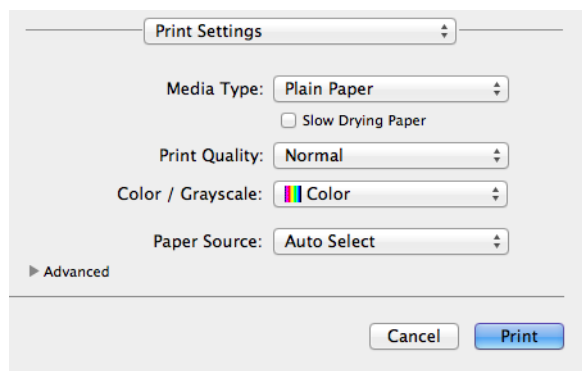 Print Settings
Media Type: Plain Paper
Slow Drying Paper
Print Quality: Normal
Color / Grayscale: Color
Paper Source: Auto Select
Advanced
Cancel Print